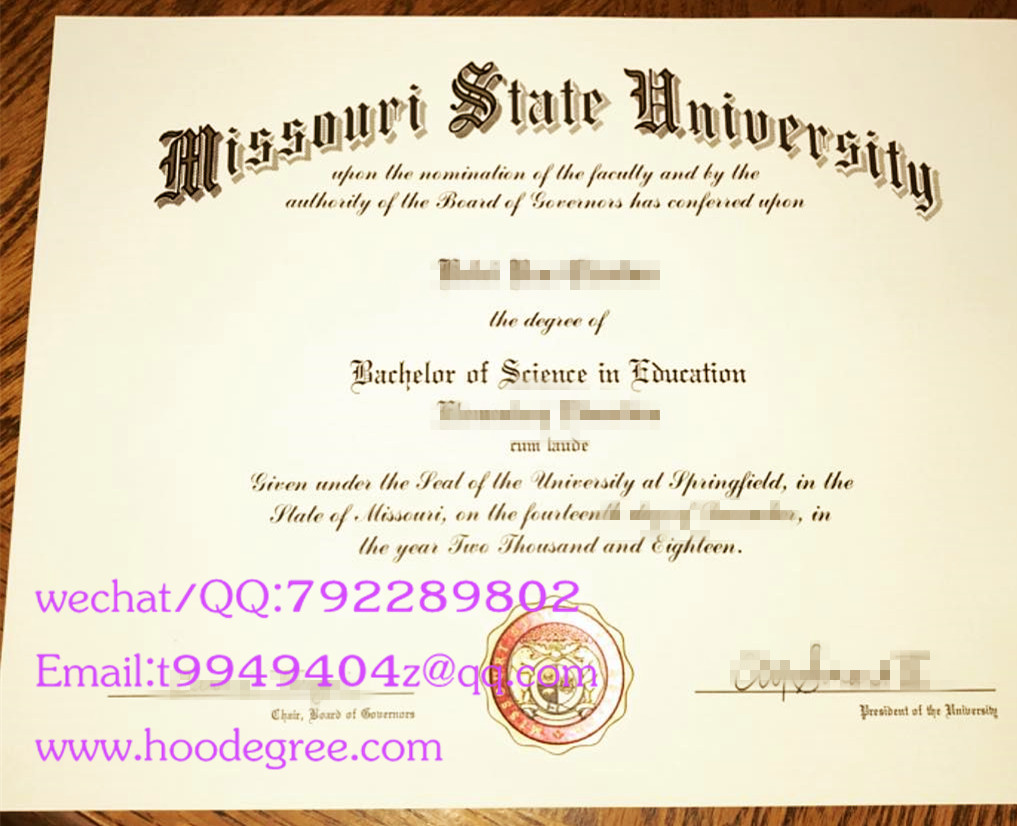 Missouri State University
upon the nomination of the faculty and by the
authority of the Board of Governors has conferred upon
the degree of
Bachelor of Science in Education
cum laude
Given under the Seal of the University at Springfield, in the
State of Missouri, on the fourteenth in
the year Two Thousand and Eighteen.
wechat/QQ:792289802
Email:t9949404z@qq.com
Chair, Board of Governors
President of the University
www.hoodegree.com